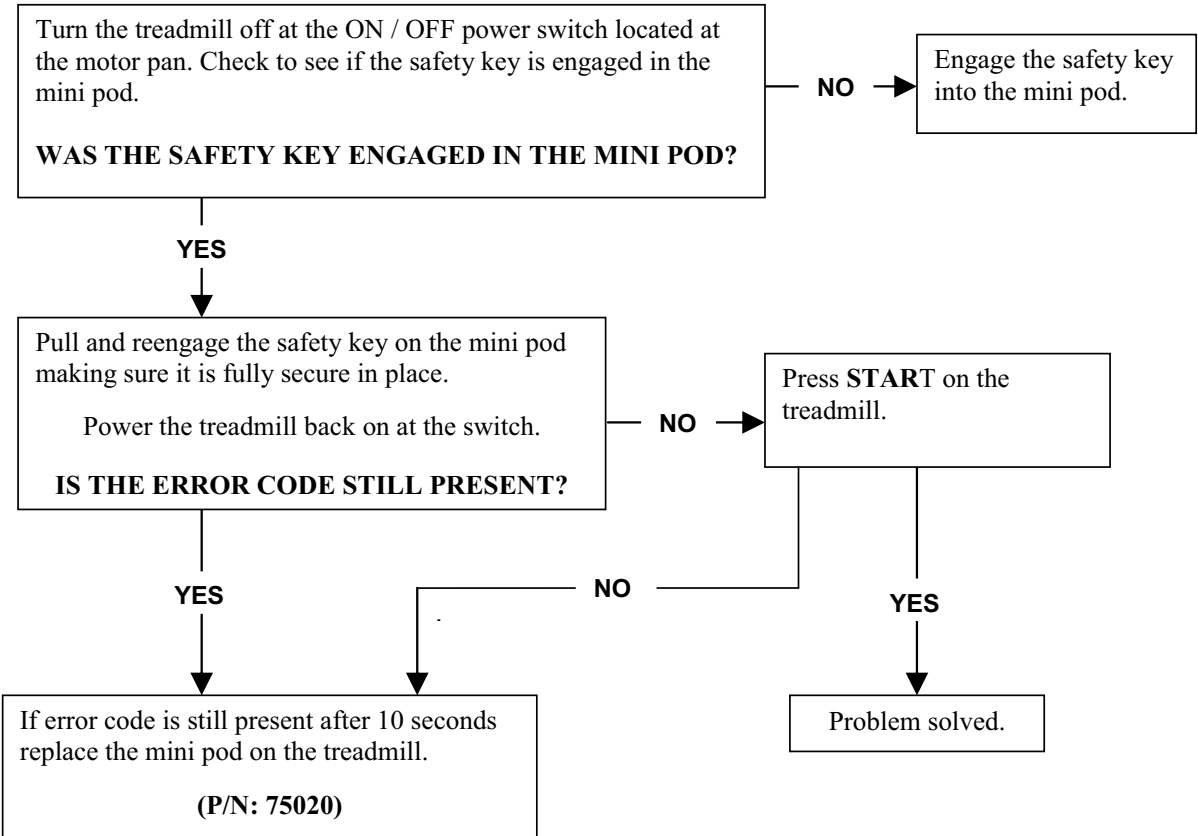 Turn the treadmill off at the ON / OFF power switch located at
the motor pan. Check to see if the safety key is engaged in the
mini pod.
WAS THE SAFETY KEY ENGAGED IN THE MINI POD?
NO
Engage the safety key
into the mini pod.
YES
Pull and reengage the safety key on the mini pod
making sure it is fully secure in place.
Power the treadmill back on at the switch.
IS THE ERROR CODE STILL PRESENT?
NO
Press START on the
treadmill.
YES
NO
YES
If error code is still present after 10 seconds
replace the mini pod on the treadmill.
(P/N: 75020)
Problem solved.